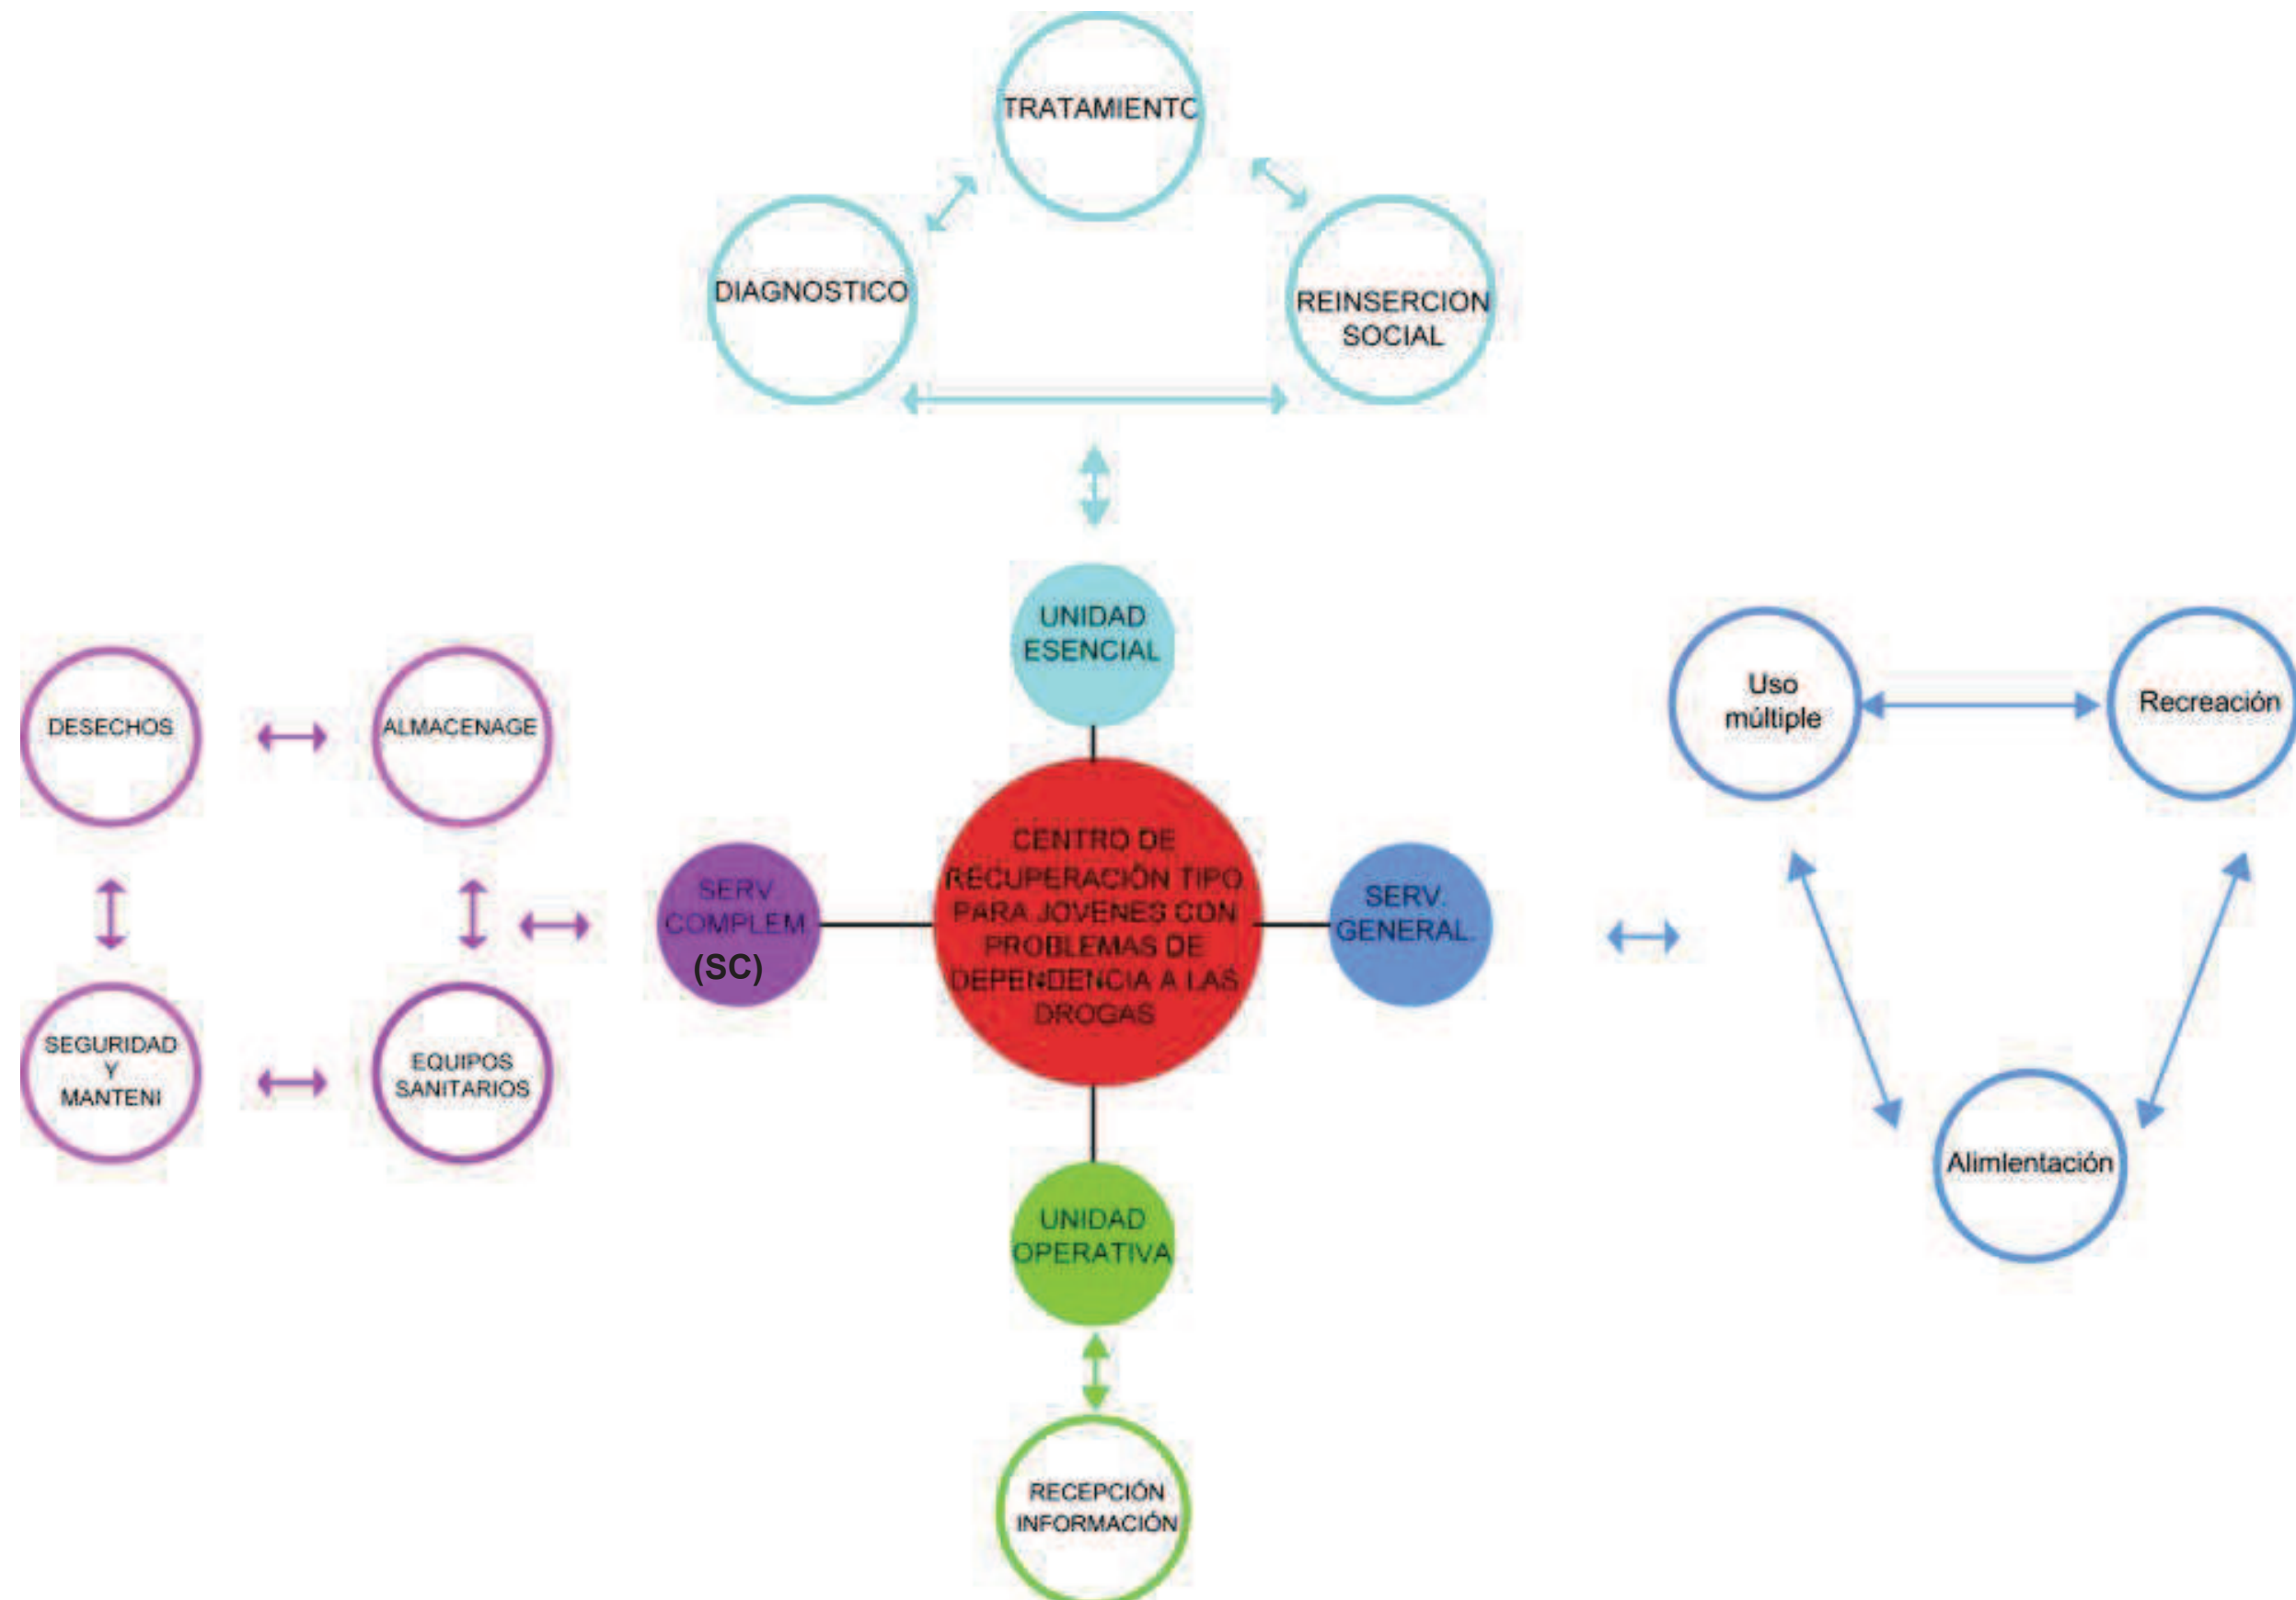 TRATAMIENTO
DIAGNOSTICO
REINSERCION
SOCIAL
UNIDAD
ESENCIAL
DESECHOS
ALMACENAGE
Uso
múltiple
Recreación
SERV
COMPLEM.
(SC)
CENTRO DE
RECUPERACIÓN TIPO
PARA JOVENES CON
PROBLEMAS DE
DEPENDENCIA A LAS
DROGAS
SERV.
GENERAL.
SEGURIDAD
Y
MANTENI
EQUIPOS
SANITARIOS
Alimlentación
UNIDAD
OPERATIVA
RECEPCIÓN
INFORMACIÓN